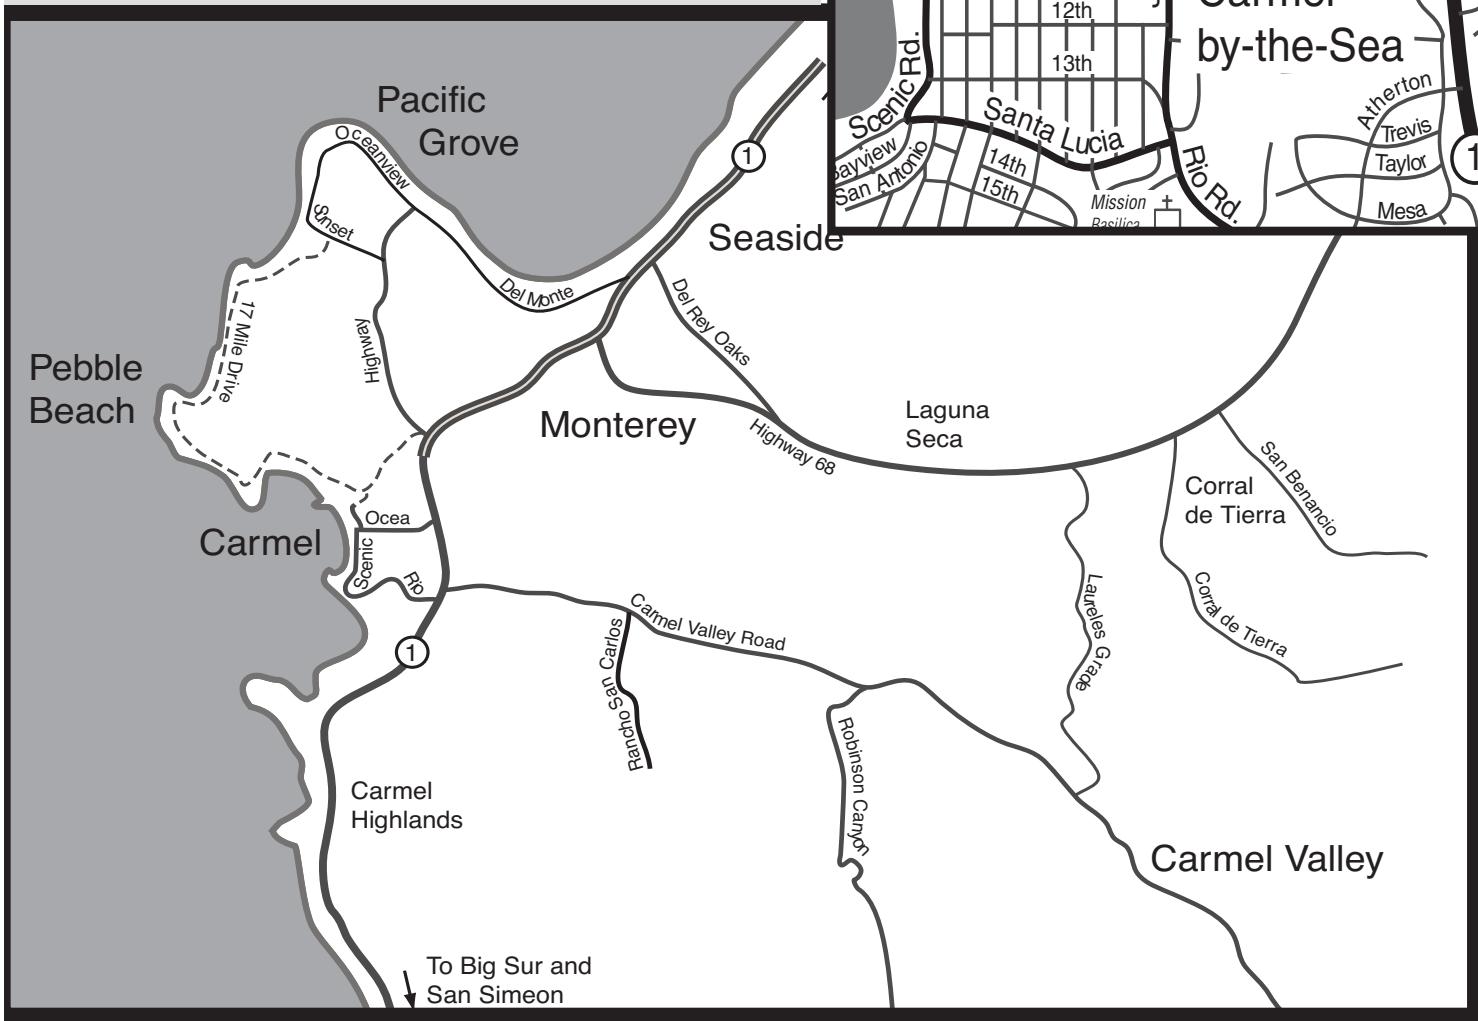 12th
by-the-Sea
13th
Scenic Rd.
Santa Lucia
Atherton
Trevis
Taylor
Mesa
14th
15th
San Antonio
Rio Rd.
Mission
1
Pacific
Grove
Oceanview
1
Sunset
Seaside
Del Monte
Del Rey Oaks
17 Mile Drive
Highway
Pebble
Beach
Monterey
Highway 68
Laguna
Seca
San Benancio
Corral
de Tierra
Ocea
Carmel
Scenic
Rio
Carmel Valley Road
Rancho San Carlos
Laureles Grade
Corral de Tierra
1
Robinson Canyon
Carmel
Highlands
Carmel Valley
To Big Sur and
San Simeon